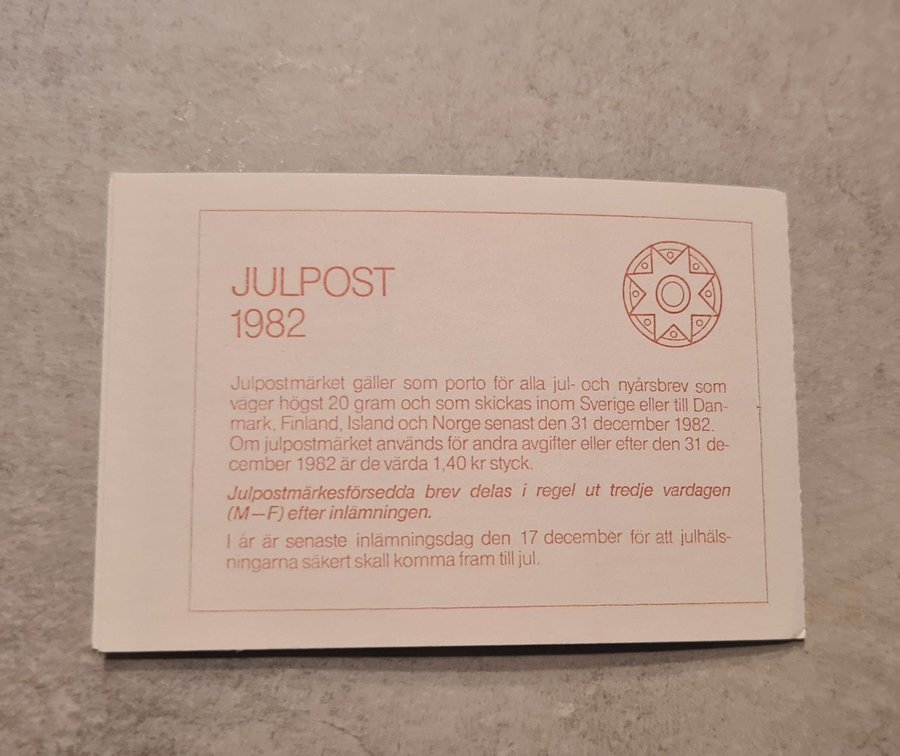 JULPOST
1982
Julpostmärket gäller som porto för alla jul- och nyårsbrev som
väger högst 20 gram och som skickas inom Sverige eller till Dan-
mark, Finland, Island och Norge senast den 31 december 1982.
Om julpostmärket används för andra avgifter eller efter den 31 de-
cember 1982 är de värda 1,40 kr styck.
Julpostmärkesförsedda brev delas i regel ut tredje vardagen
(M—F) efter inlämningen.
I år är senaste inlämningsdag den 17 december för att julhäls-
ningarna säkert skall komma fram till jul.